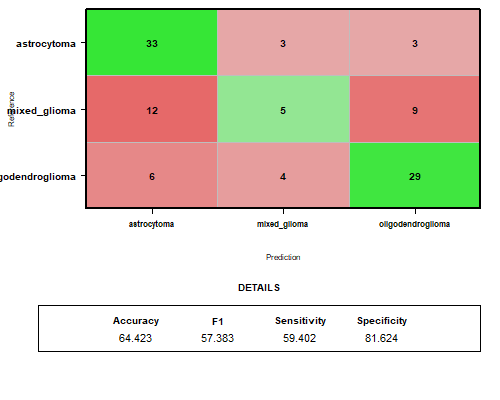 astrocytoma 33 3 3
mixed_glioma 12 5 9
godendroglioma 6 4 29
Reference
astrocytoma mixed_glioma oligodendroglioma
Prediction
DETAILS
Accuracy F1 Sensitivity Specificity
64.423 57.383 59.402 81.624